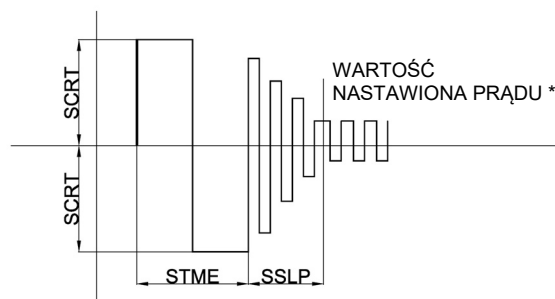 SCRT
SCRT
WARTOŚĆ
NASTAWIONA PRĄDU *
STME
SSLP